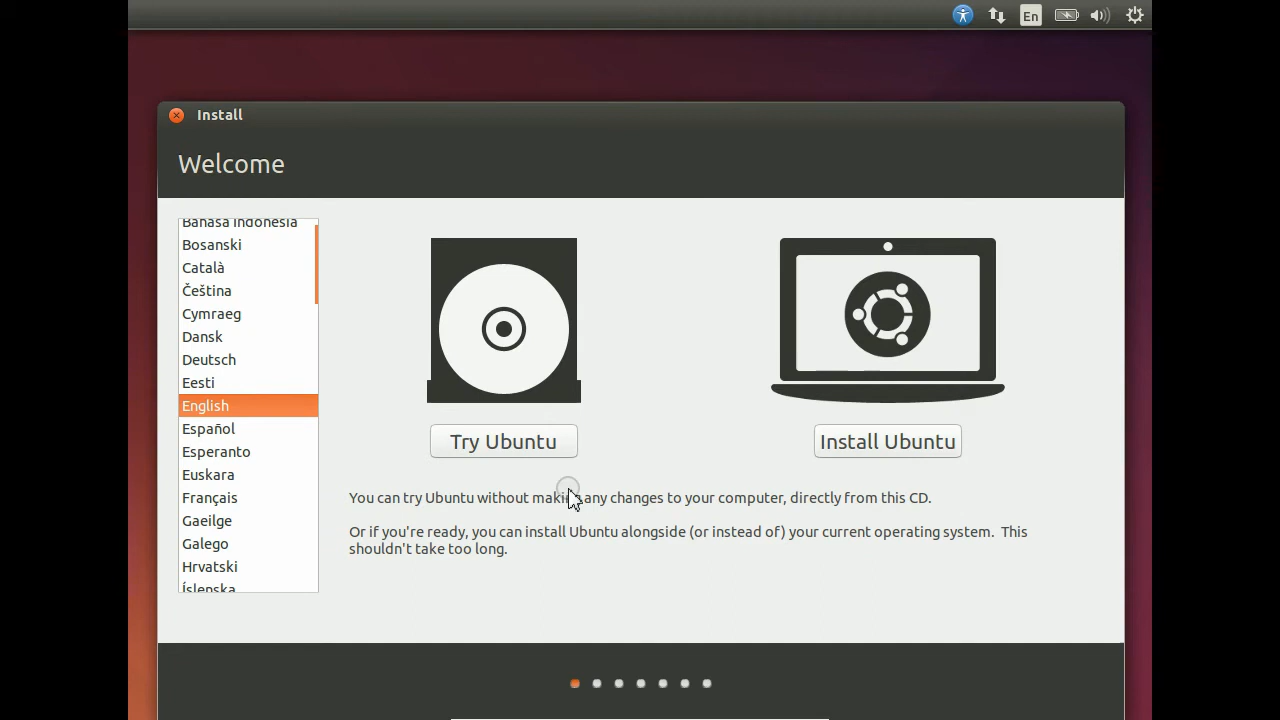 En
Install
Welcome
Bahasa Indonesia
Bosanski
Català
Čeština
Cymraeg
Dansk
Deutsch
Eesti
English
Español
Esperanto
Euskara
Français
Gaeilge
Galego
Hrvatski
Íslenska
Try Ubuntu
Install Ubuntu
You can try Ubuntu without making any changes to your computer, directly from this CD.
Or if you're ready, you can install Ubuntu alongside (or instead of) your current operating system. This
shouldn't take too long.